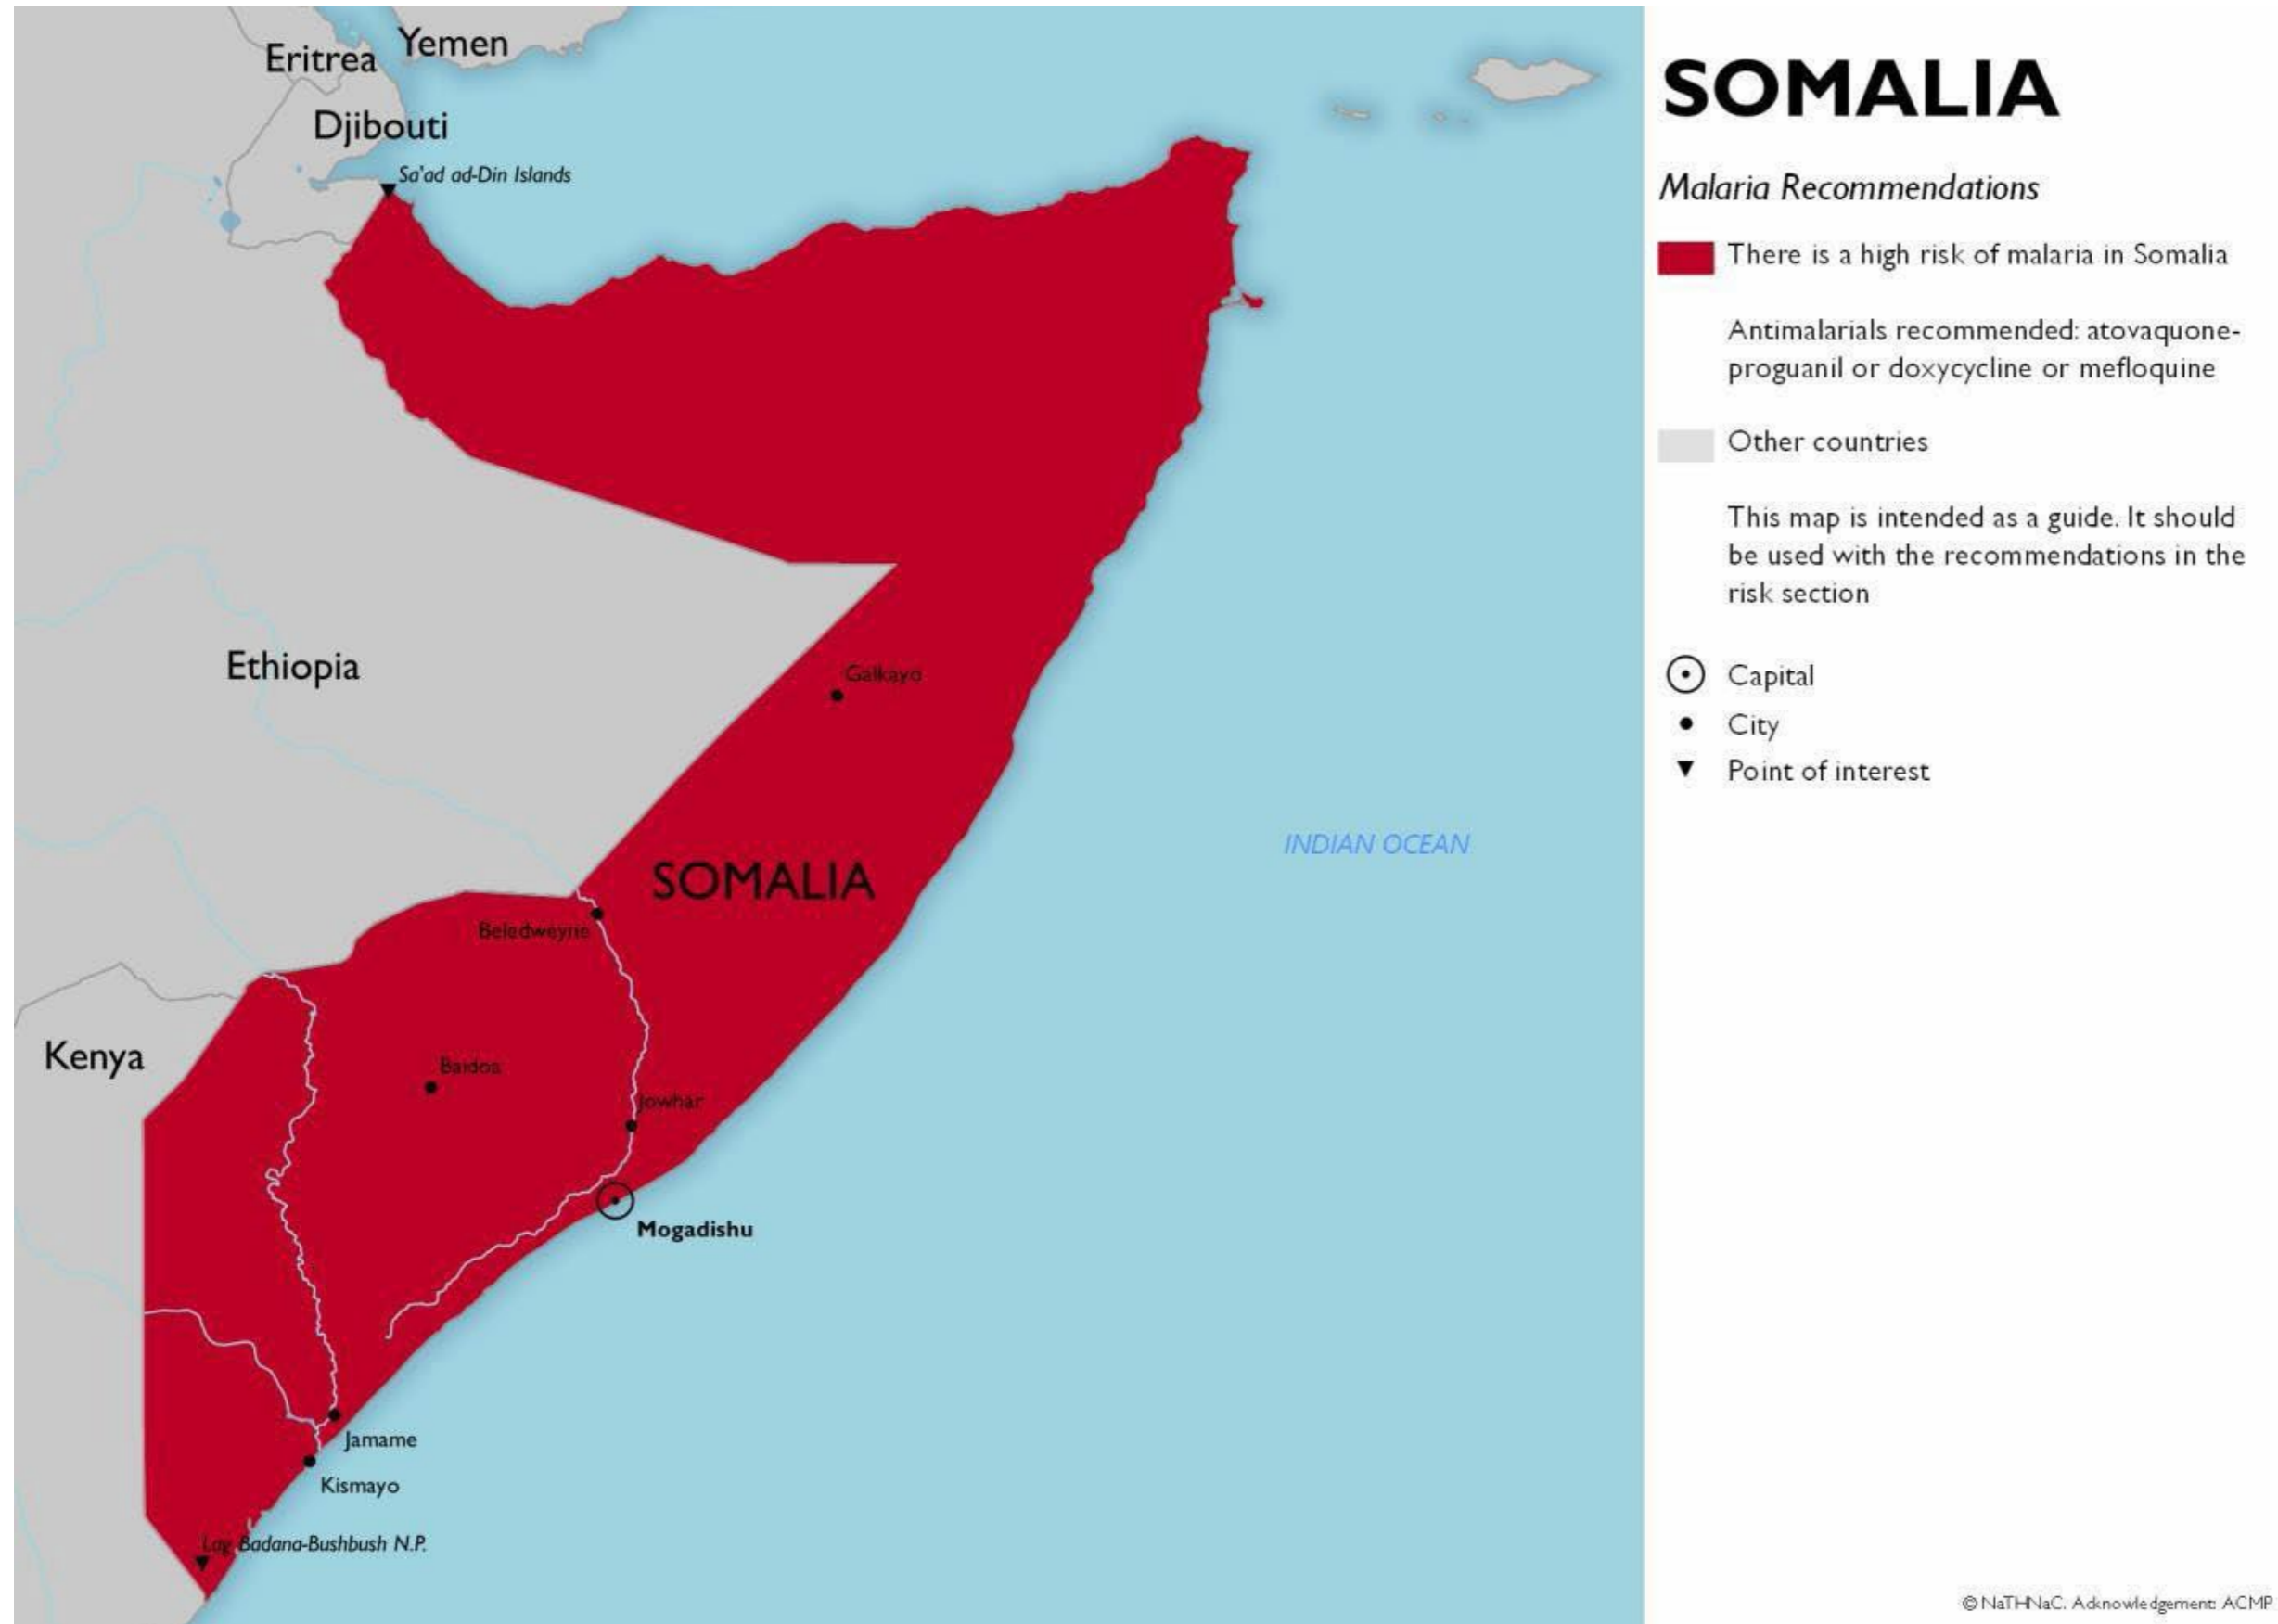 Eritrea
Yemen
Djibouti
Sa'ad ad-Din Islands
Ethiopia
Galkayo
SOMALIA
INDIAN OCEAN
Beledweyne
Kenya
Baidoa
Jowhar
Mogadishu
Jamame
Kismayo
Lag Badana-Bushbush N.P.
SOMALIA
Malaria Recommendations
There is a high risk of malaria in Somalia
Antimalarials recommended: atovaquone-
proguanil or doxycycline or mefloquine
Other countries
This map is intended as a guide. It should
be used with the recommendations in the
risk section
Capital
City
Point of interest
© NaTHNaC. Acknowledgement: ACMP